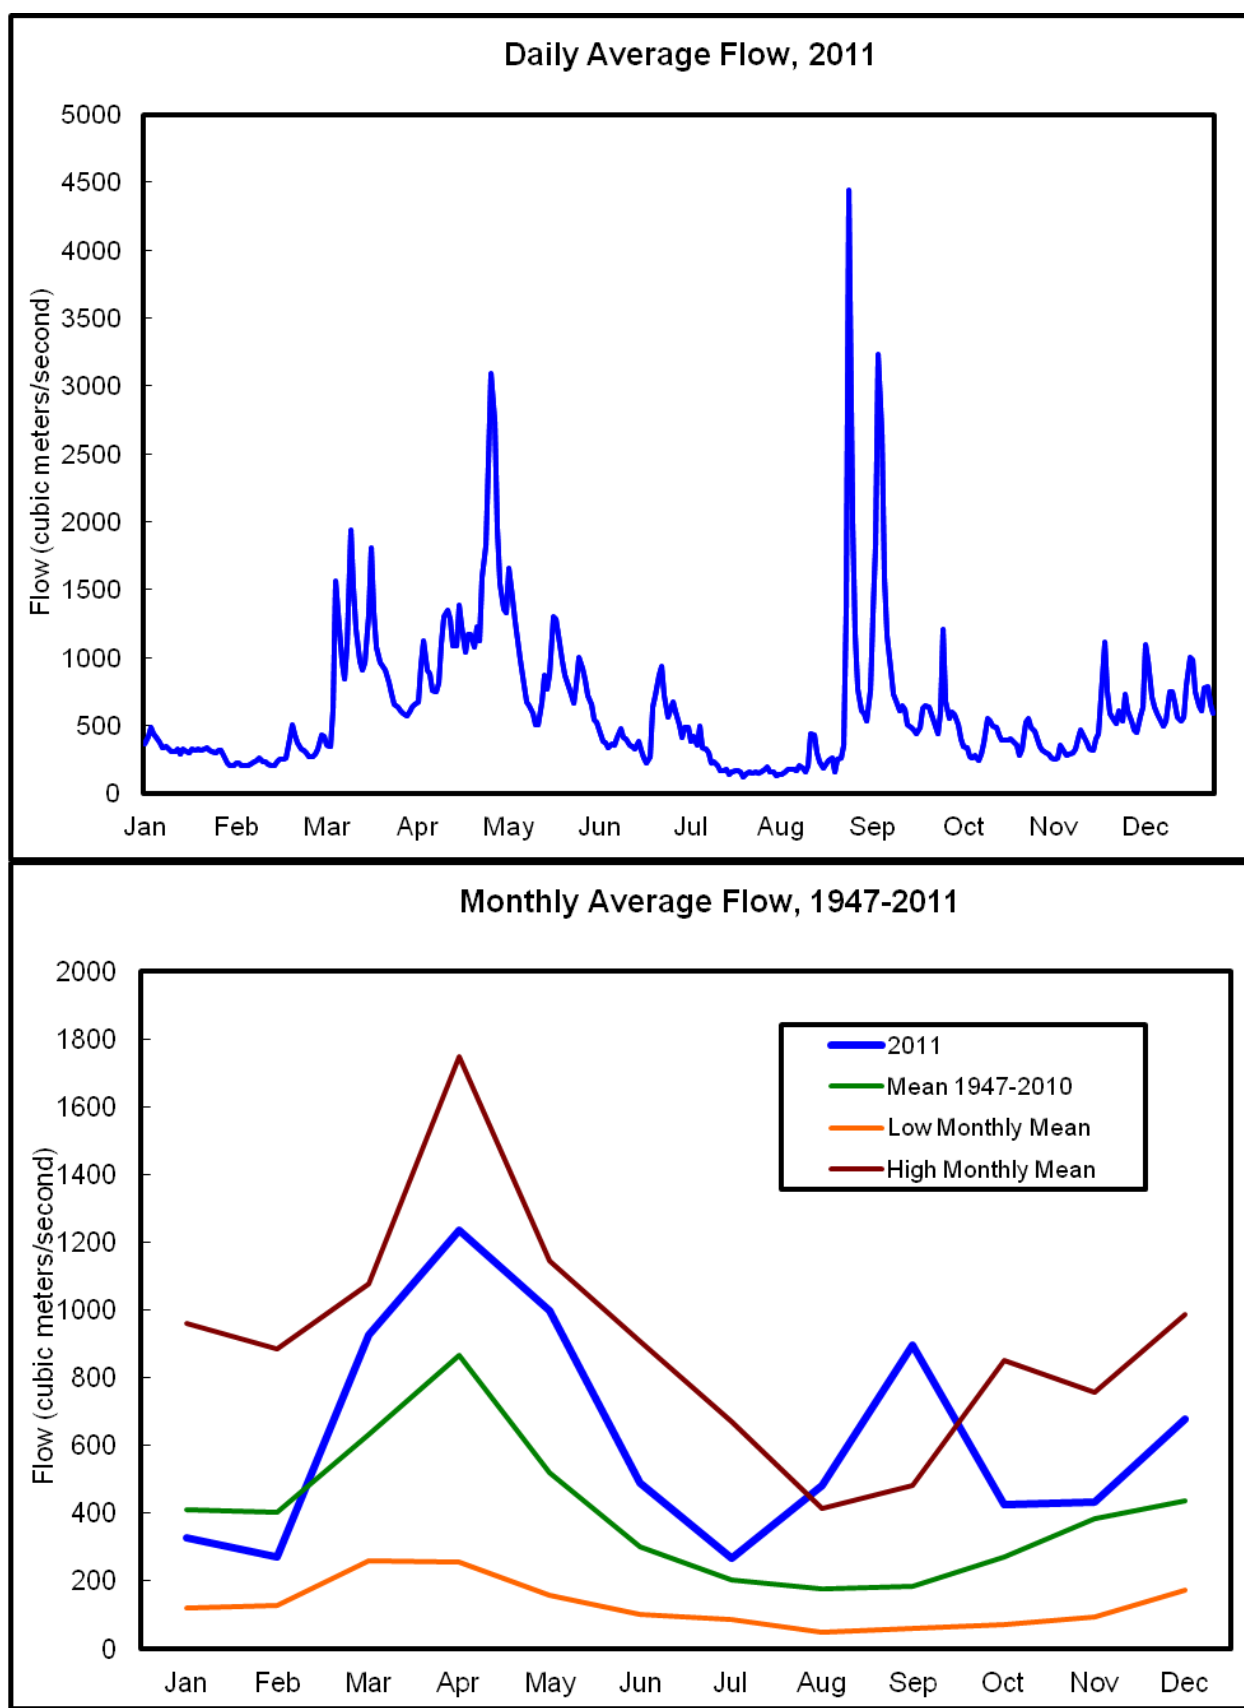 Daily Average Flow, 2011
5000
4500
4000
3500
3000
2500
2000
1500
1000
500
0
Flow (cubic meters/second)
Jan Feb Mar Apr May Jun Jul Aug Sep Oct Nov Dec
Monthly Average Flow, 1947-2011
2000
1800
1600
1400
1200
1000
800
600
400
200
0
Flow (cubic meters/second)
2011
Mean 1947-2010
Low Monthly Mean
High Monthly Mean
Jan Feb Mar Apr May Jun Jul Aug Sep Oct Nov Dec